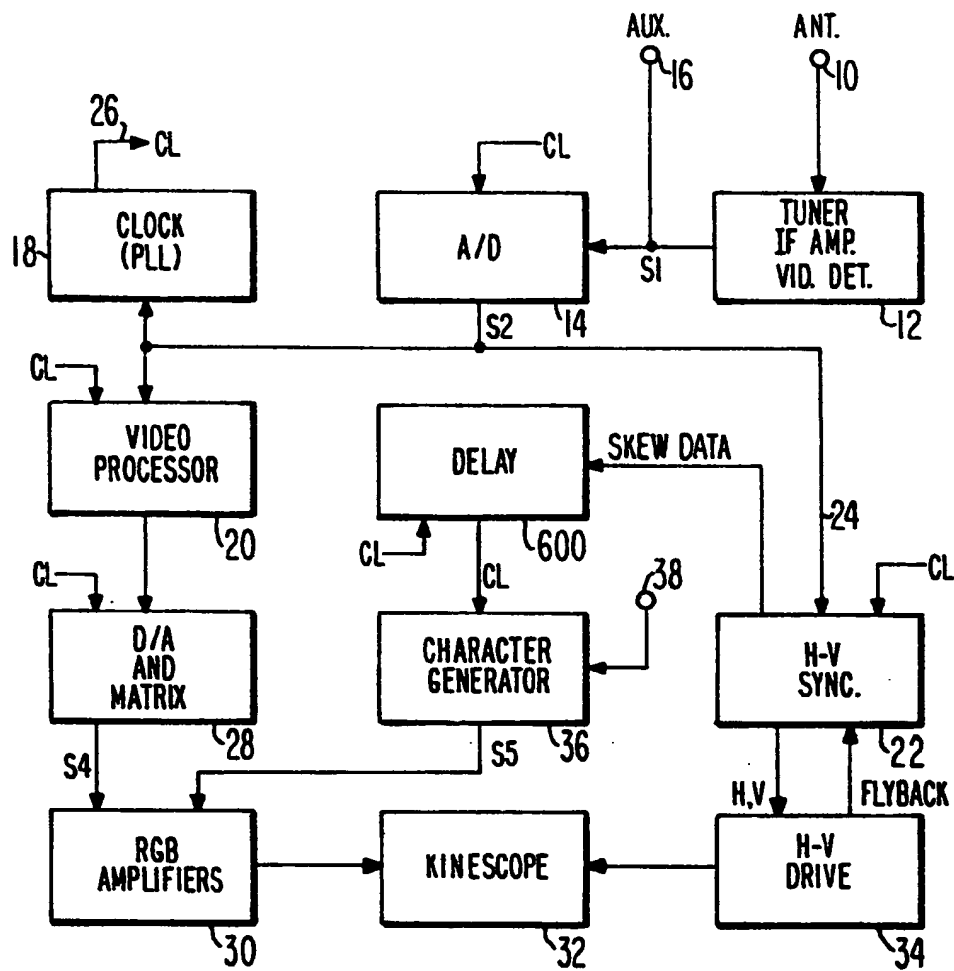 AUX.
ANT.
16
10
26
CL
CL
CLOCK
(PLL)
18
A/D
14
S1
TUNER
IF AMP.
VID. DET.
12
S2
CL
VIDEO
PROCESSOR
20
DELAY
600
SKEW DATA
24
CL
CL
CL
38
CL
D/A
AND
MATRIX
28
CHARACTER
GENERATOR
36
H-V
SYNC.
22
S4
S5
H,V
FLYBACK
RGB
AMPLIFIERS
30
KINESCOPE
32
H-V
DRIVE
34